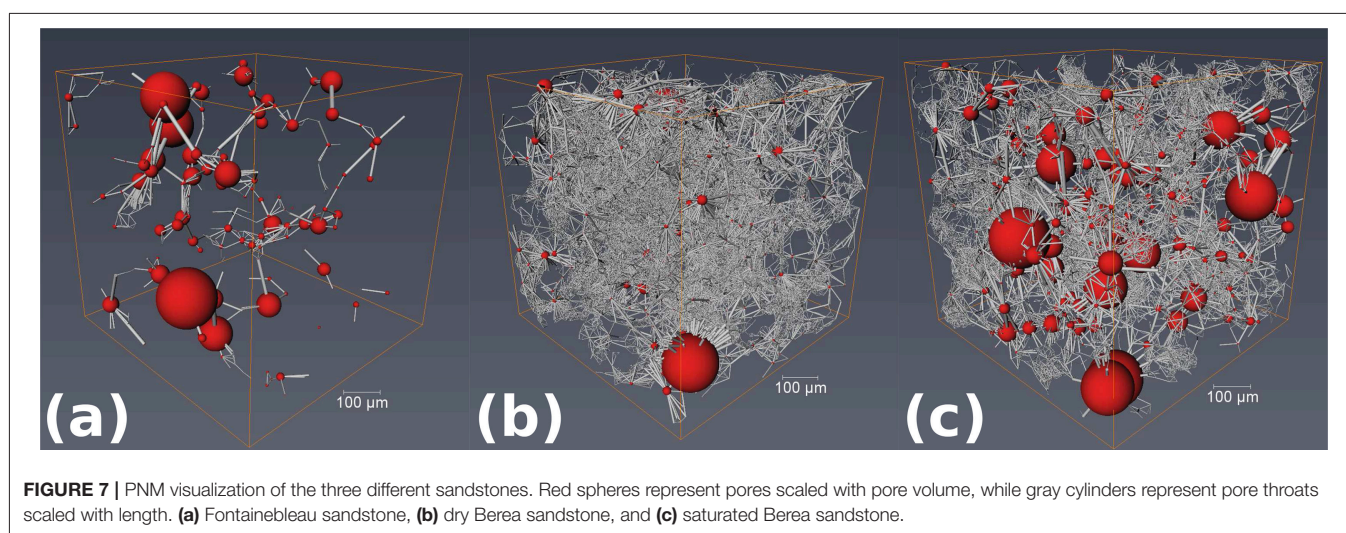 100 µm
100 µm
100 µm
(a)
(b)
(c)
FIGURE 7 | PNM visualization of the three different sandstones. Red spheres represent pores scaled with pore volume, while gray cylinders represent pore throats
scaled with length. (a) Fontainebleau sandstone, (b) dry Berea sandstone, and (c) saturated Berea sandstone.